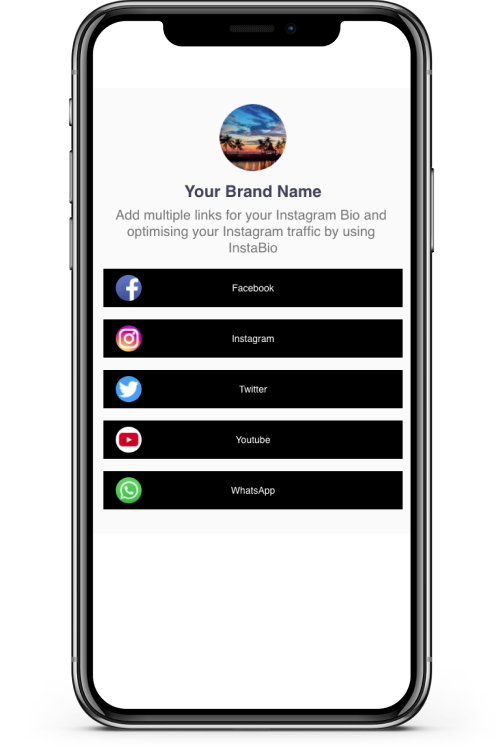 Your Brand Name
Add multiple links for your Instagram Bio and
optimising your Instagram traffic by using
InstaBio
Facebook
Instagram
Twitter
Youtube
WhatsApp